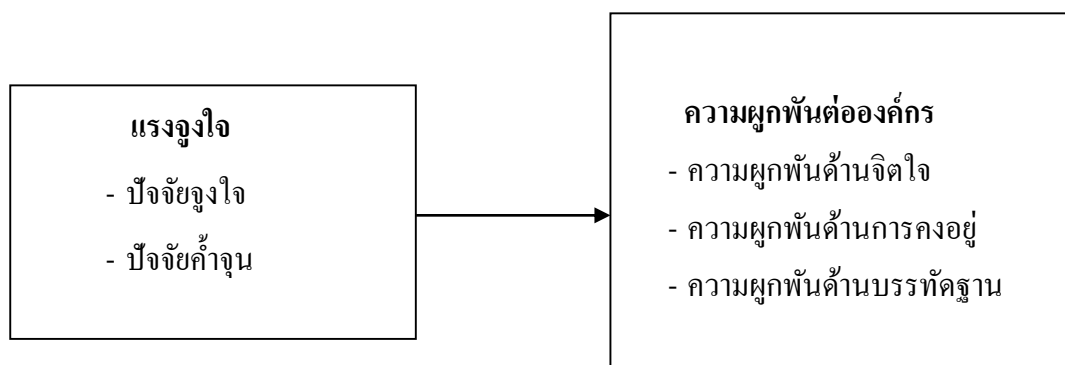 แรงจูงใจ
- ปัจจัยจูงใจ
- ปัจจัยค้ำจุน
ความผูกพันต่อองค์กร
- ความผูกพันด้านจิตใจ
- ความผูกพันด้านการคงอยู่
- ความผูกพันด้านบรรทัดฐาน